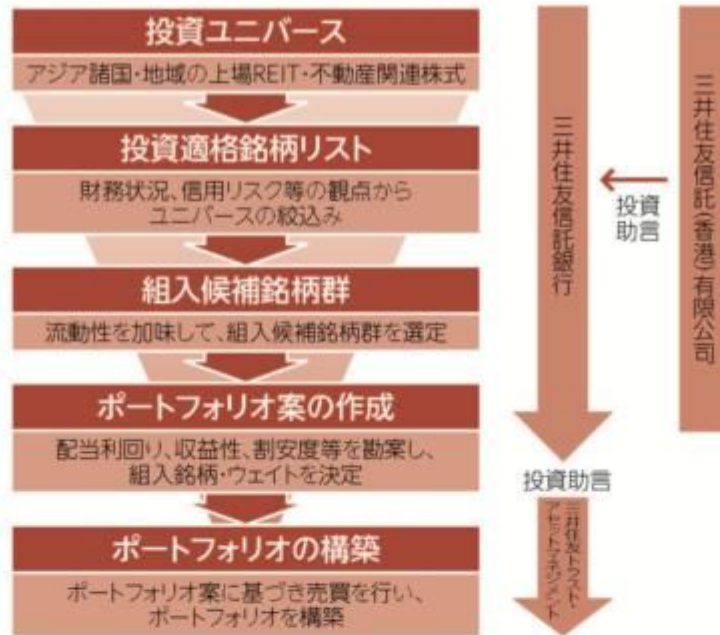 投資ユニバース
アジア諸国・地域の上場REIT・不動産関連株式
投資適格銘柄リスト
財務状況、信用リスク等の観点から
ユニバースの絞込み
組入候補銘柄群
流動性を加味して、組入候補銘柄群を選定
ポートフォリオ案の作成
配当利回り、収益性、割安度等を勘案し、
組入銘柄・ウェイトを決定
ポートフォリオの構築
ポートフォリオ案に基づき売買を行い、
ポートフォリオを構築
三井住友信託銀行
投資助言
三井住友トラスト・
アセットマネジメント
投資
助言
三井住友信託(香港)有限公司